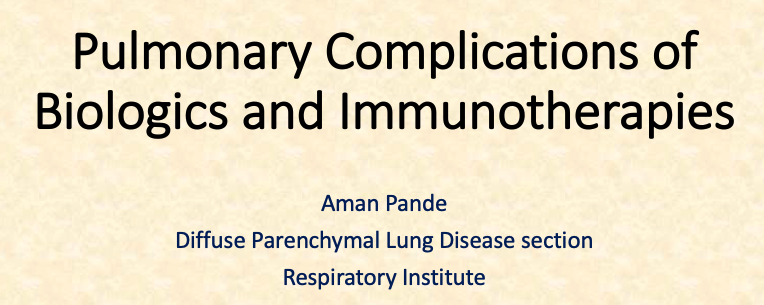 Pulmonary Complications of
Biologics and Immunotherapies
Aman Pande
Diffuse Parenchymal Lung Disease section
Respiratory Institute